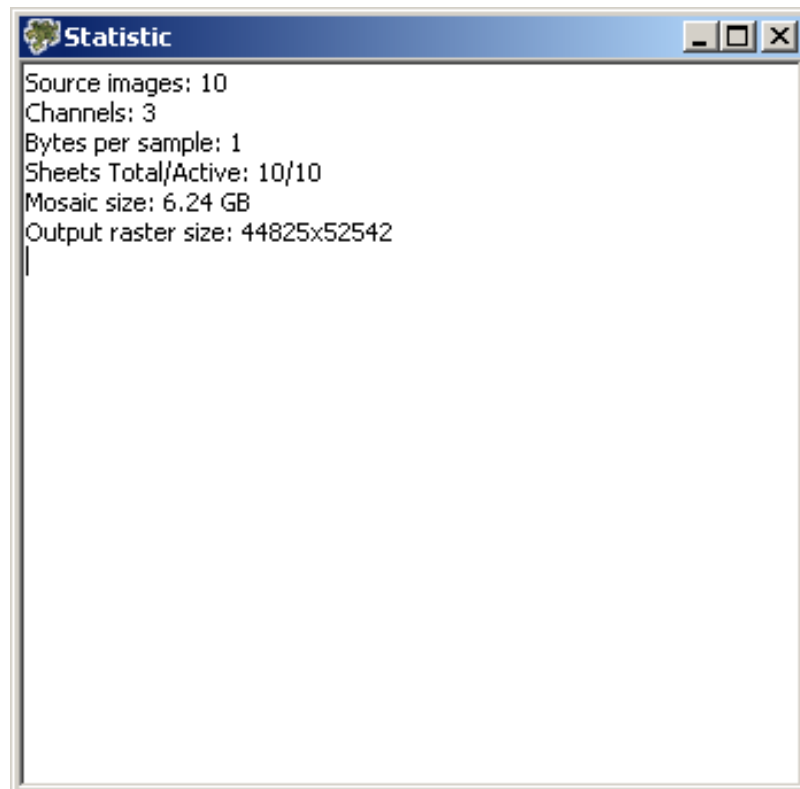 Statistic
Source images: 10
Channels: 3
Bytes per sample: 1
Sheets Total/Active: 10/10
Mosaic size: 6.24 GB
Output raster size: 44825x52542